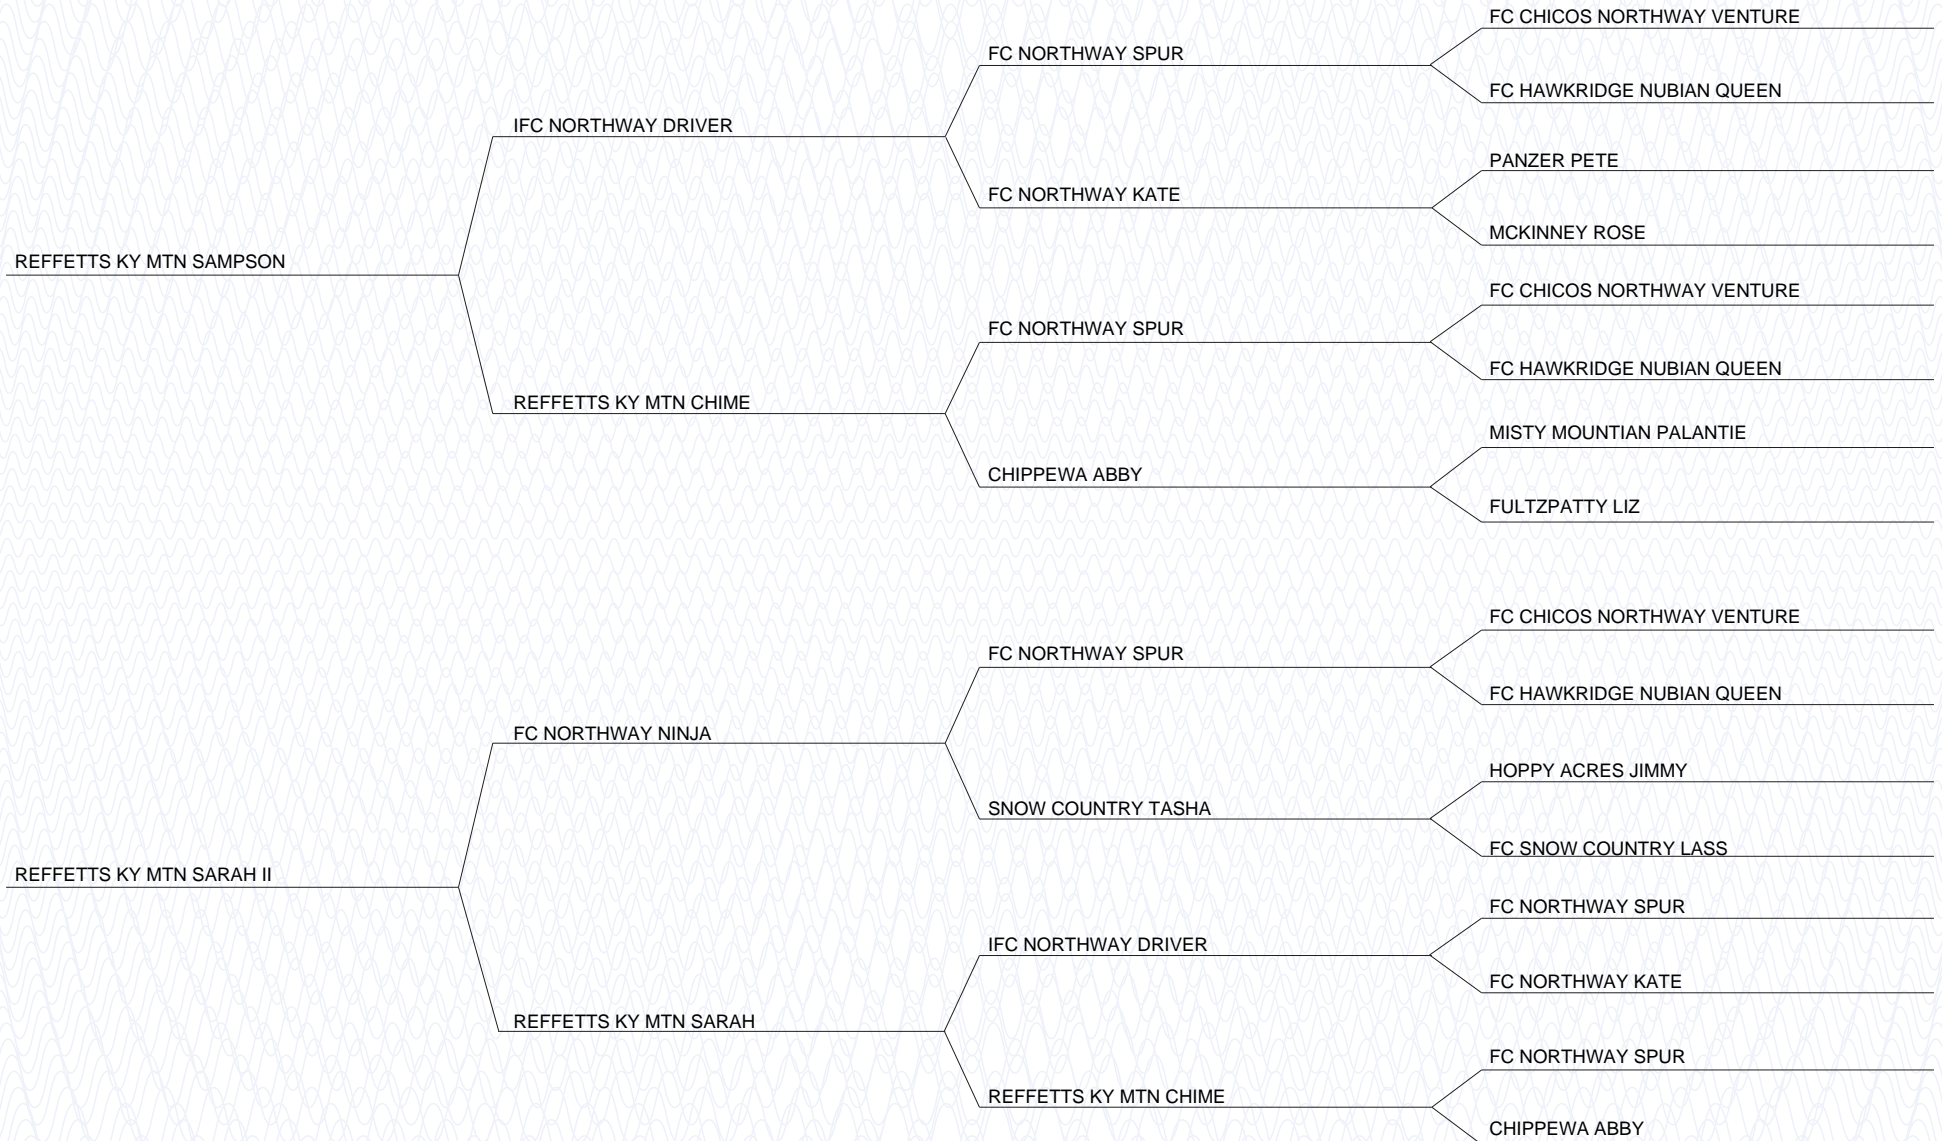 FC CHICOS NORTHWAY VENTURE
FC NORTHWAY SPUR
FC HAWKRIDGE NUBIAN QUEEN
IFC NORTHWAY DRIVER
PANZER PETE
FC NORTHWAY KATE
MCKINNEY ROSE
REFFETTS KY MTN SAMPSON
FC CHICOS NORTHWAY VENTURE
FC NORTHWAY SPUR
FC HAWKRIDGE NUBIAN QUEEN
REFFETTS KY MTN CHIME
MISTY MOUNTIAN PALANTIE
CHIPPEWA ABBY
FULTZPATTY LIZ
FC CHICOS NORTHWAY VENTURE
FC NORTHWAY SPUR
FC HAWKRIDGE NUBIAN QUEEN
FC NORTHWAY NINJA
HOPPY ACRES JIMMY
SNOW COUNTRY TASHA
FC SNOW COUNTRY LASS
REFFETTS KY MTN SARAH II
FC NORTHWAY SPUR
IFC NORTHWAY DRIVER
FC NORTHWAY KATE
REFFETTS KY MTN SARAH
FC NORTHWAY SPUR
REFFETTS KY MTN CHIME
CHIPPEWA ABBY